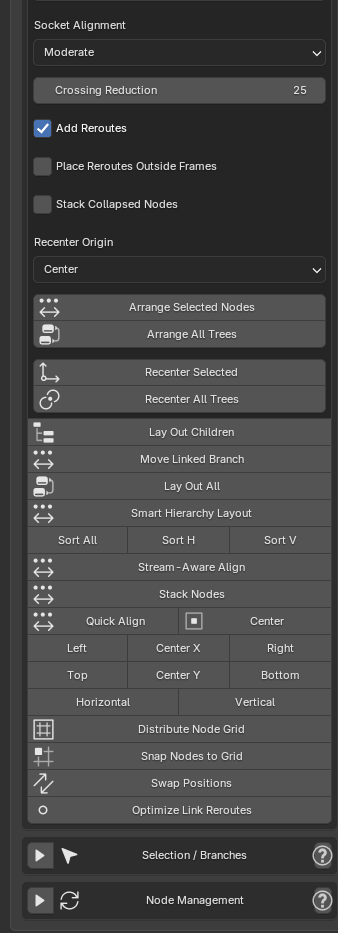 Socket Alignment
Moderate
Crossing Reduction 25
Add Reroutes
Place Reroutes Outside Frames
Stack Collapsed Nodes
Recenter Origin
Center
Arrange Selected Nodes
Arrange All Trees
Recenter Selected
Recenter All Trees
Lay Out Children
Move Linked Branch
Lay Out All
Smart Hierarchy Layout
Sort All Sort H Sort V
Stream-Aware Align
Stack Nodes
Quick Align Center
Left Center X Right
Top Center Y Bottom
Horizontal Vertical
Distribute Node Grid
Snap Nodes to Grid
Swap Positions
Optimize Link Reroutes
Selection / Branches ?
Node Management ?